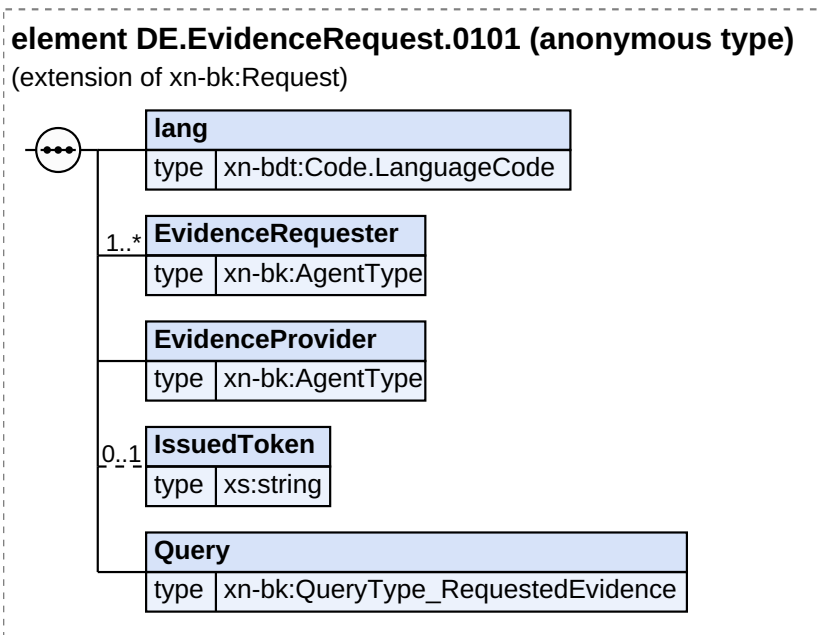 element DE.EvidenceRequest.0101 (anonymous type)
(extension of xn-bk:Request)
lang
type xn-bdt:Code.LanguageCode
1..* EvidenceRequester
type xn-bk:AgentType
EvidenceProvider
type xn-bk:AgentType
0..1 IssuedToken
type xs:string
Query
type xn-bk:QueryType_RequestedEvidence